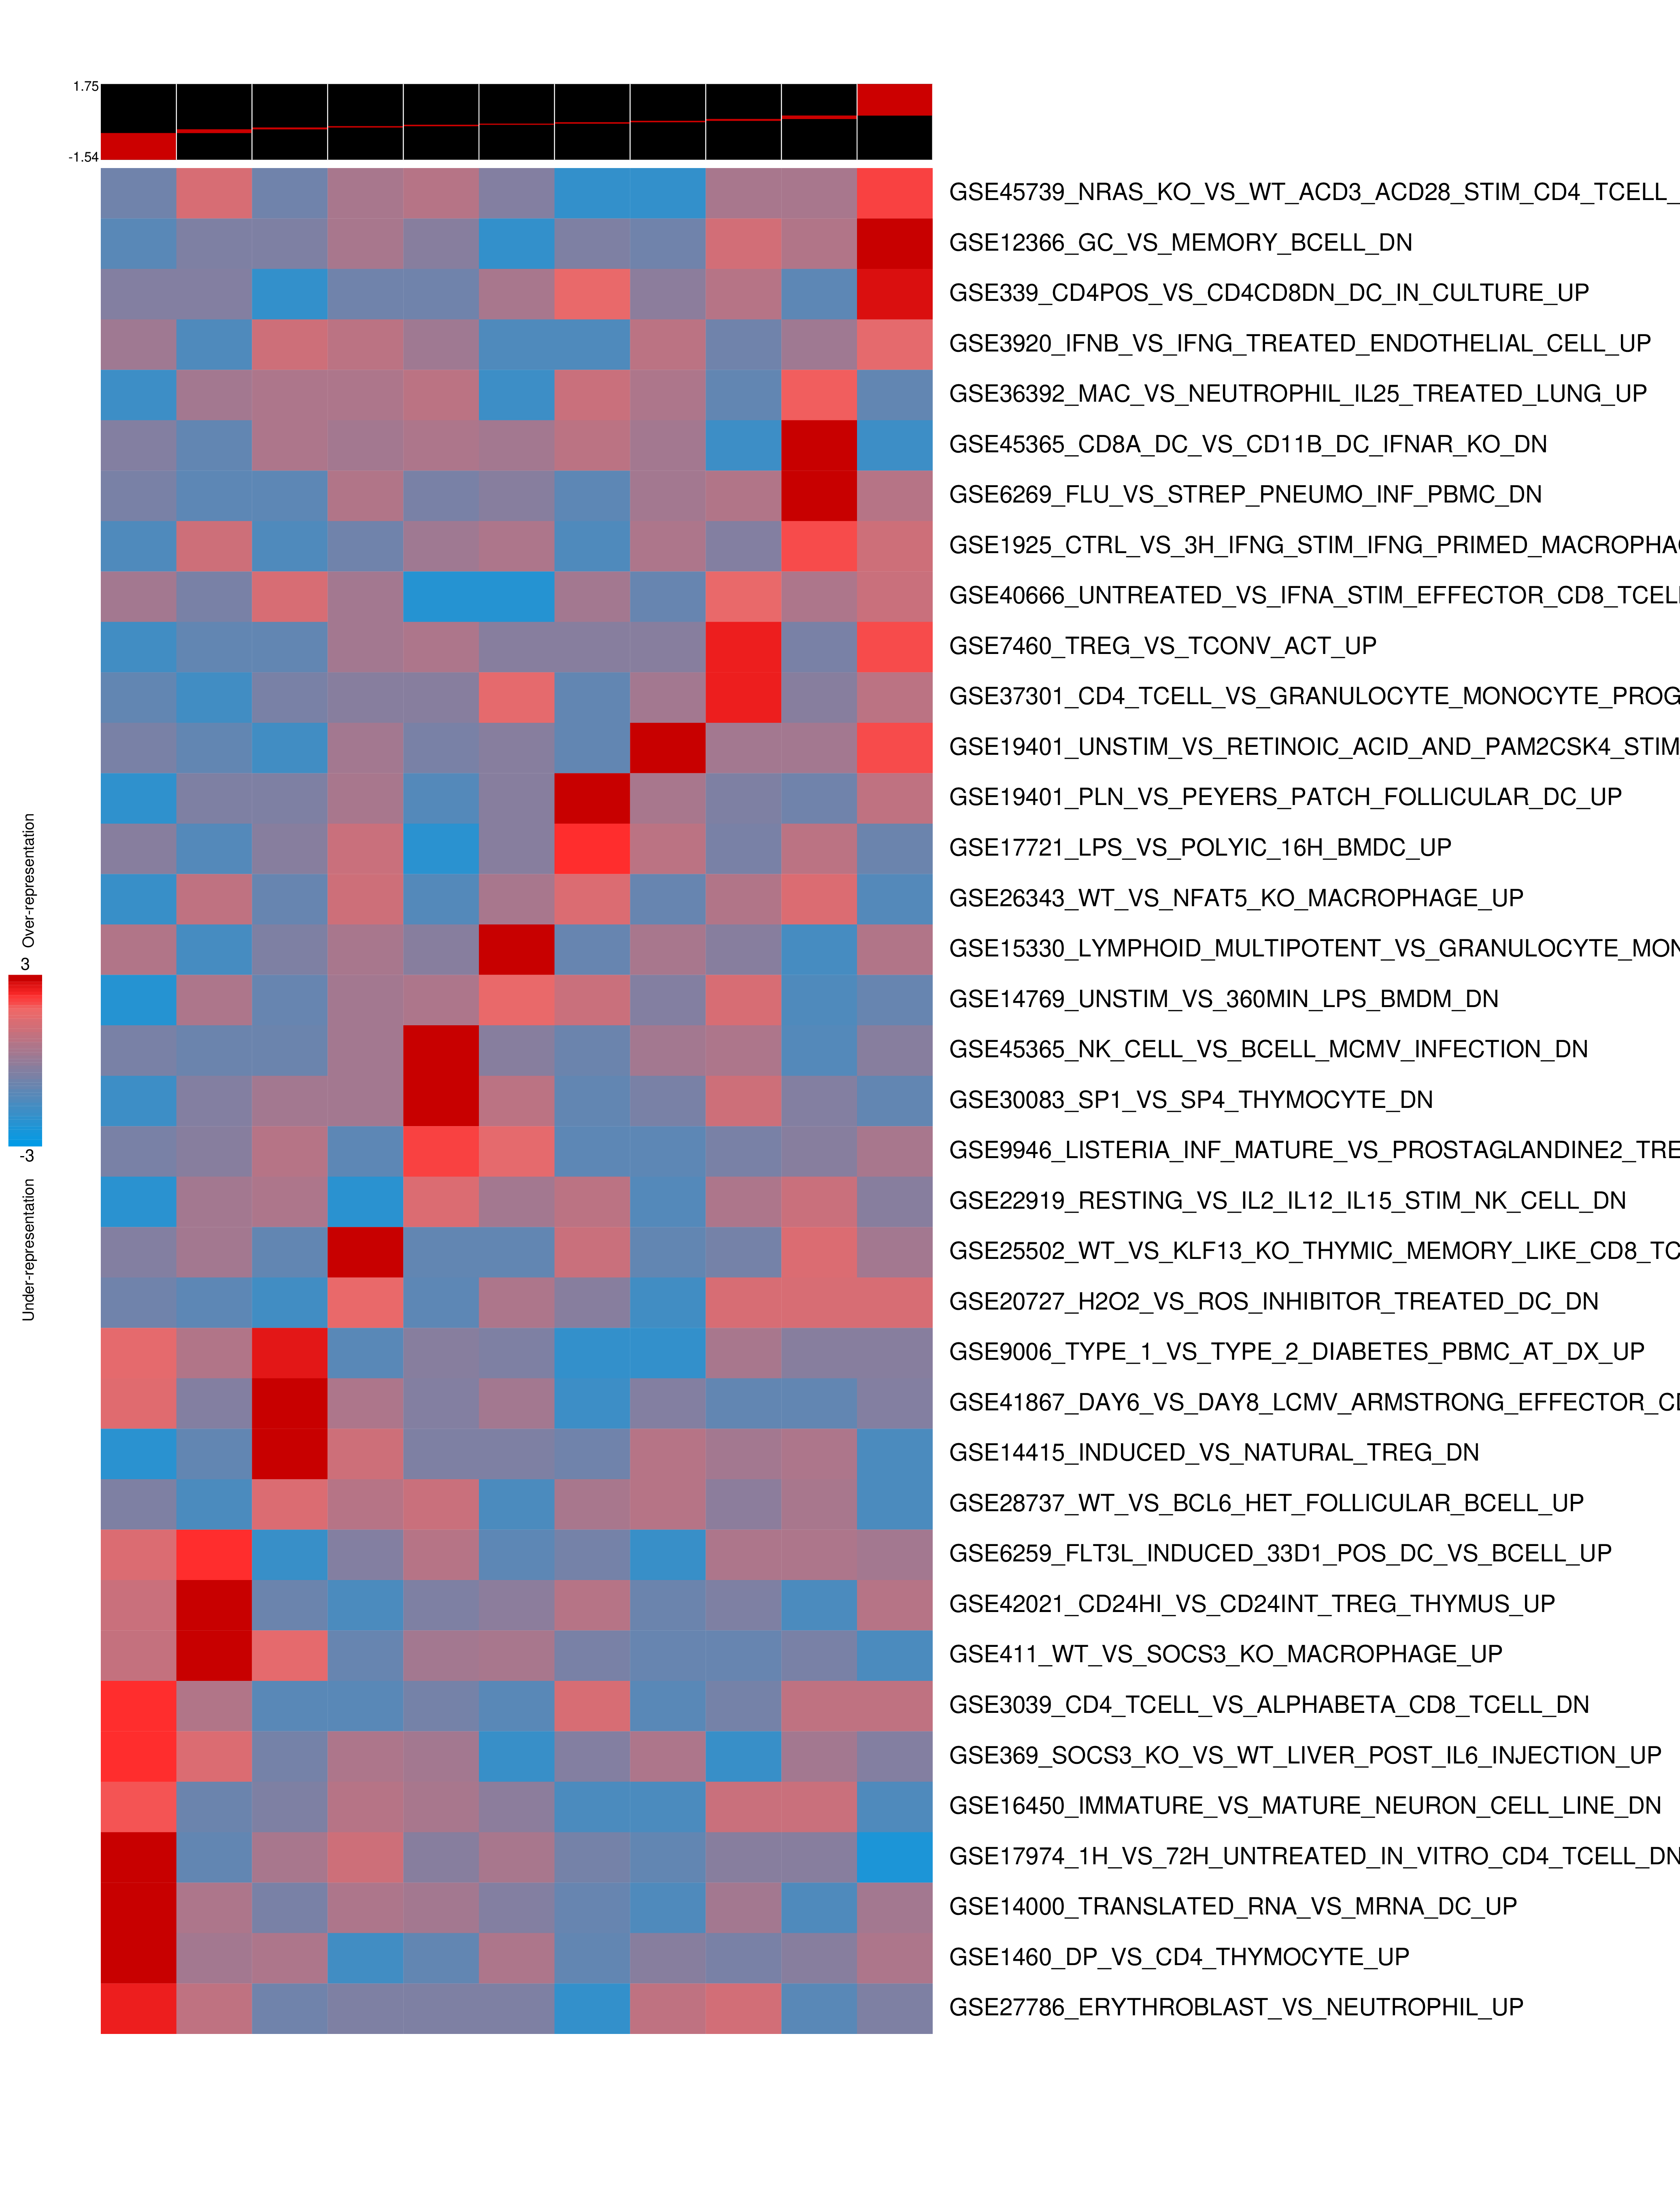 1.75
-1.54
GSE45739_NRAS_KO_VS_WT_ACD3_ACD28_STIM_CD4_TCELL_
GSE12366_GC_VS_MEMORY_BCELL_DN
GSE339_CD4POS_VS_CD4CD8DN_DC_IN_CULTURE_UP
GSE3920_IFNB_VS_IFNG_TREATED_ENDOTHELIAL_CELL_UP
GSE36392_MAC_VS_NEUTROPHIL_IL25_TREATED_LUNG_UP
GSE45365_CD8A_DC_VS_CD11B_DC_IFNAR_KO_DN
GSE6269_FLU_VS_STREP_PNEUMO_INF_PBMC_DN
GSE1925_CTRL_VS_3H_IFNG_STIM_IFNG_PRIMED_MACROPHA
GSE40666_UNTREATED_VS_IFNA_STIM_EFFECTOR_CD8_TCEL
GSE7460_TREG_VS_TCONV_ACT_UP
GSE37301_CD4_TCELL_VS_GRANULOCYTE_MONOCYTE_PROG
GSE19401_UNSTIM_VS_RETINOIC_ACID_AND_PAM2CSK4_STIM
GSE19401_PLN_VS_PEYERS_PATCH_FOLLICULAR_DC_UP
GSE17721_LPS_VS_POLYIC_16H_BMDC_UP
GSE26343_WT_VS_NFAT5_KO_MACROPHAGE_UP
GSE15330_LYMPHOID_MULTIPOTENT_VS_GRANULOCYTE_MON
GSE14769_UNSTIM_VS_360MIN_LPS_BMDM_DN
GSE45365_NK_CELL_VS_BCELL_MCMV_INFECTION_DN
GSE30083_SP1_VS_SP4_THYMOCYTE_DN
GSE9946_LISTERIA_INF_MATURE_VS_PROSTAGLANDINE2_TRE
GSE22919_RESTING_VS_IL2_IL12_IL15_STIM_NK_CELL_DN
GSE25502_WT_VS_KLF13_KO_THYMIC_MEMORY_LIKE_CD8_TC
GSE20727_H2O2_VS_ROS_INHIBITOR_TREATED_DC_DN
GSE9006_TYPE_1_VS_TYPE_2_DIABETES_PBMC_AT_DX_UP
GSE41867_DAY6_VS_DAY8_LCMV_ARMSTRONG_EFFECTOR_C
GSE14415_INDUCED_VS_NATURAL_TREG_DN
GSE28737_WT_VS_BCL6_HET_FOLLICULAR_BCELL_UP
GSE6259_FLT3L_INDUCED_33D1_POS_DC_VS_BCELL_UP
GSE42021_CD24HI_VS_CD24INT_TREG_THYMUS_UP
GSE411_WT_VS_SOCS3_KO_MACROPHAGE_UP
GSE3039_CD4_TCELL_VS_ALPHABETA_CD8_TCELL_DN
GSE369_SOCS3_KO_VS_WT_LIVER_POST_IL6_INJECTION_UP
GSE16450_IMMATURE_VS_MATURE_NEURON_CELL_LINE_DN
GSE17974_1H_VS_72H_UNTREATED_IN_VITRO_CD4_TCELL_DN
GSE14000_TRANSLATED_RNA_VS_MRNA_DC_UP
GSE1460_DP_VS_CD4_THYMOCYTE_UP
GSE27786_ERYTHROBLAST_VS_NEUTROPHIL_UP
Over-representation
3
-3
Under-representation